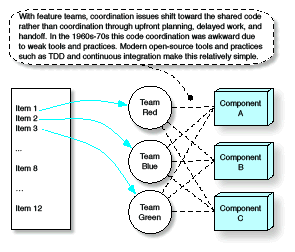 With feature teams, coordination issues shift toward the shared code
rather than coordination through upfront planning, delayed work, and
handoff. In the 1960s-70s this code coordination was awkward due
to weak tools and practices. Modern open-source tools and practices
such as TDD and continuous integration make this relatively simple.
Item 1
Item 2
Item 3
...
Item 8
...
Item 12
Team
Red
Team
Blue
Team
Green
Component
A
Component
B
Component
C